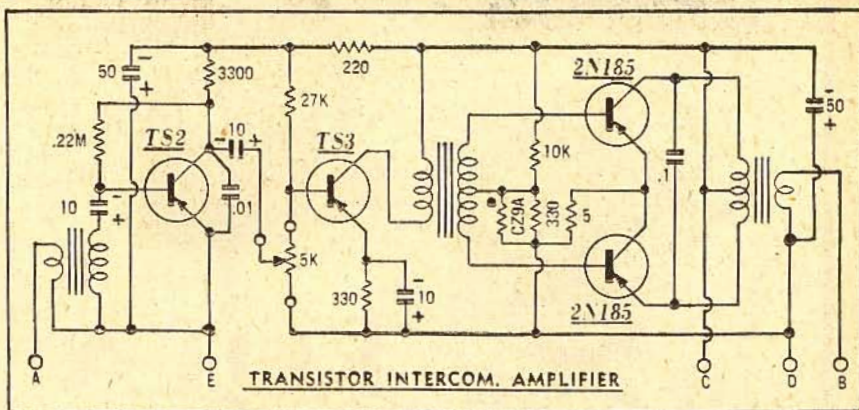 50
3300
220
2N185
50
27K
.22M
TS2
10
TS3
10K
.1
10
.01
CZ9A
330
5
5K
330
10
2N185
A
E
TRANSISTOR INTERCOM. AMPLIFIER
C
D
B